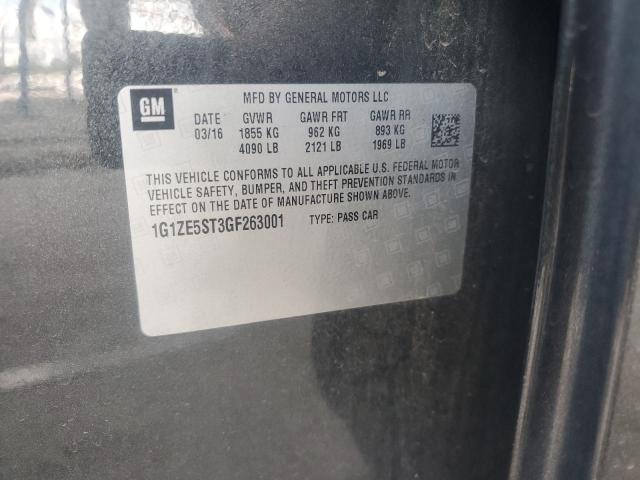 GM
MFD BY GENERAL MOTORS LLC
DATE GVWR GAWR FRT GAWR RR
03/16 1855 KG 962 KG 893 KG
4090 LB 2121 LB 1969 LB
THIS VEHICLE CONFORMS TO ALL APPLICABLE U.S. FEDERAL MOTOR
VEHICLE SAFETY, BUMPER, AND THEFT PREVENTION STANDARDS IN
EFFECT ON THE DATE OF MANUFACTURE SHOWN ABOVE.
1G1ZE5ST3GF263001 TYPE: PASS CAR